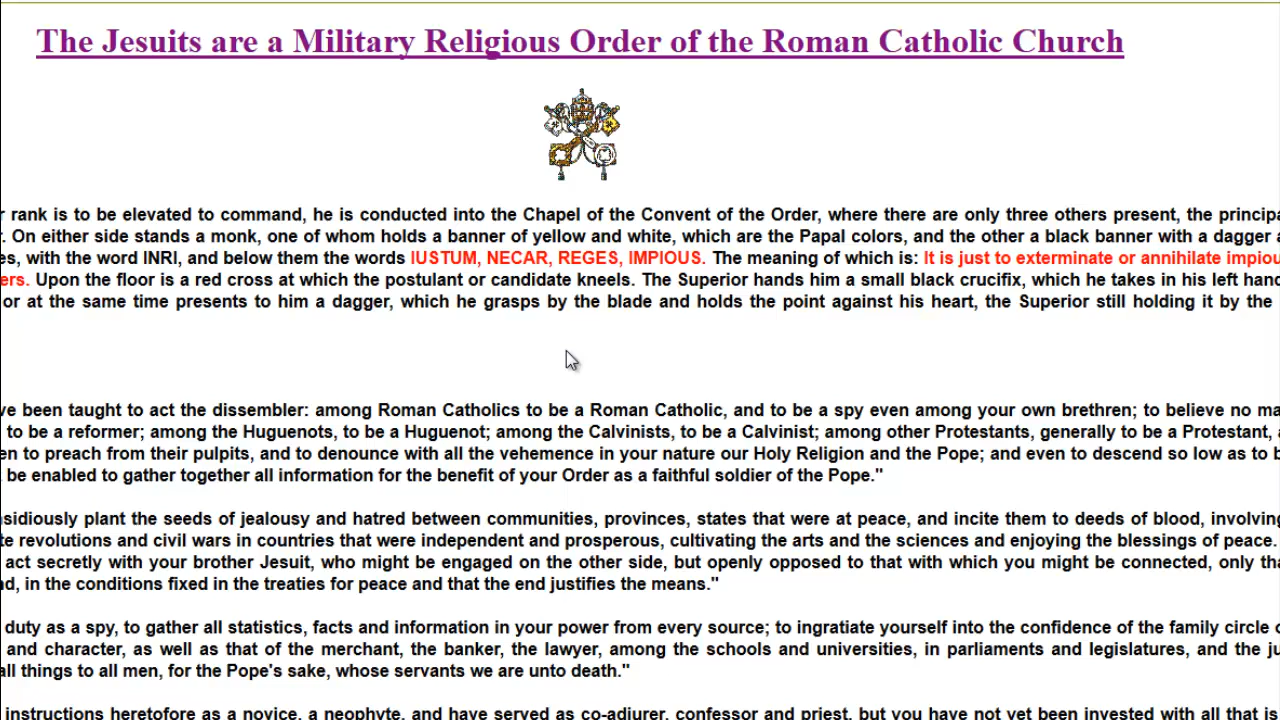 The Jesuits are a Military Religious Order of the Roman Catholic Church
r rank is to be elevated to command, he is conducted into the Chapel of the Convent of the Order, where there are only three others present, the principa
. On either side stands a monk, one of whom holds a banner of yellow and white, which are the Papal colors, and the other a black banner with a dagger a
es, with the word INRI, and below them the words IUSTUM, NECAR, REGES, IMPIOUS. The meaning of which is: It is just to exterminate or annihilate impiou
ers. Upon the floor is a red cross at which the postulant or candidate kneels. The Superior hands him a small black crucifix, which he takes in his left hand
or at the same time presents to him a dagger, which he grasps by the blade and holds the point against his heart, the Superior still holding it by the
ve been taught to act the dissembler: among Roman Catholics to be a Roman Catholic, and to be a spy even among your own brethren; to believe no ma
to be a reformer; among the Huguenots, to be a Huguenot; among the Calvinists, to be a Calvinist; among other Protestants, generally to be a Protestant,
en to preach from their pulpits, and to denounce with all the vehemence in your nature our Holy Religion and the Pope; and even to descend so low as to b
be enabled to gather together all information for the benefit of your Order as a faithful soldier of the Pope."
nsidiously plant the seeds of jealousy and hatred between communities, provinces, states that were at peace, and incite them to deeds of blood, involving
te revolutions and civil wars in countries that were independent and prosperous, cultivating the arts and the sciences and enjoying the blessings of peace.
act secretly with your brother Jesuit, who might be engaged on the other side, but openly opposed to that with which you might be connected, only tha
nd, in the conditions fixed in the treaties for peace and that the end justifies the means."
duty as a spy, to gather all statistics, facts and information in your power from every source; to ingratiate yourself into the confidence of the family circle o
and character, as well as that of the merchant, the banker, the lawyer, among the schools and universities, in parliaments and legislatures, and the ju
all things to all men, for the Pope's sake, whose servants we are unto death."
instructions heretofore as a novice, a neophyte, and have served as co-adjurer, confessor and priest, but you have not yet been invested with all that is